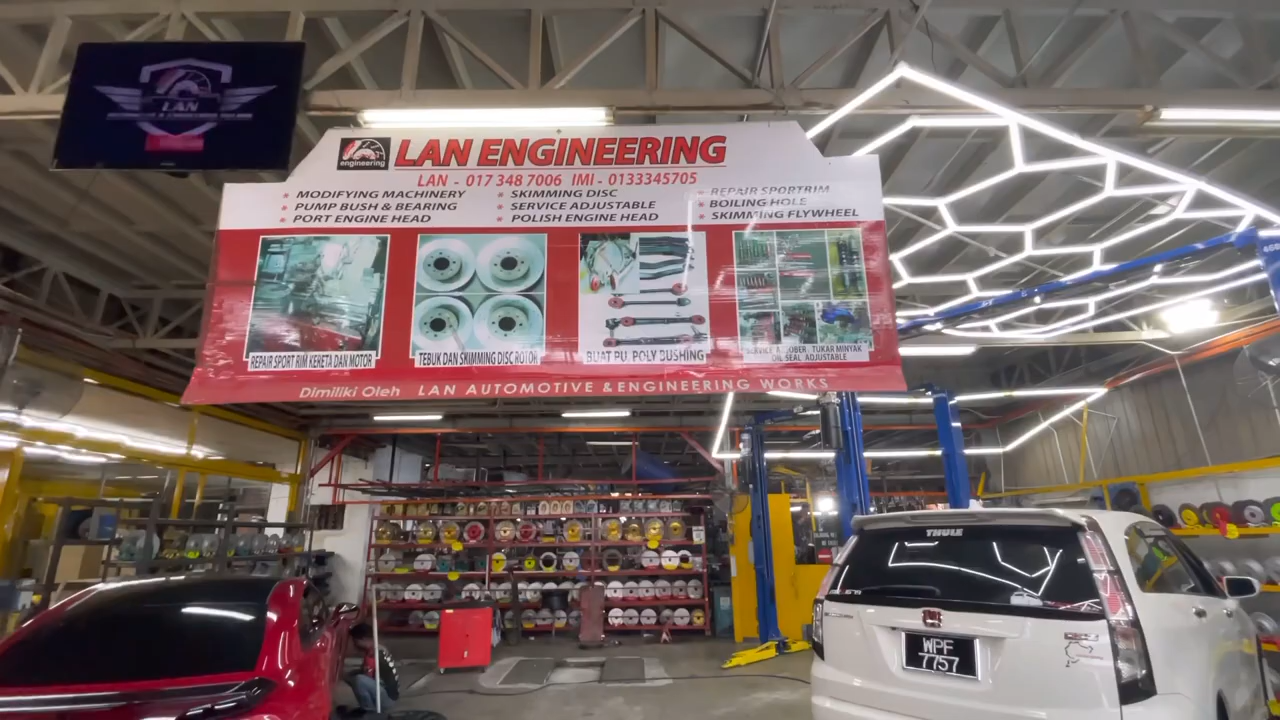 LAN
engineering
LAN ENGINEERING
LAN - 017 348 7006 IMI - 0133345705
* MODIFYING MACHINERY
* PUMP BUSH & BEARING
* PORT ENGINE HEAD
* SKIMMING DISC
* SERVICE ADJUSTABLE
* POLISH ENGINE HEAD
* REPAIR SPORTRIM
* BOILING HOLE
* SKIMMING FLYWHEEL
REPAIR SPORT RIM KERETA DAN MOTOR
TEBUK DAN SKIMMING DISC ROTOR
BUAT PU, POLY BUSHING
SERVICE ABSOBER, TUKAR MINYAK
OIL SEAL ADJUSTABLE
Dimiliki Oleh LAN AUTOMOTIVE & ENGINEERING WORKS
THULE
WPF
7757